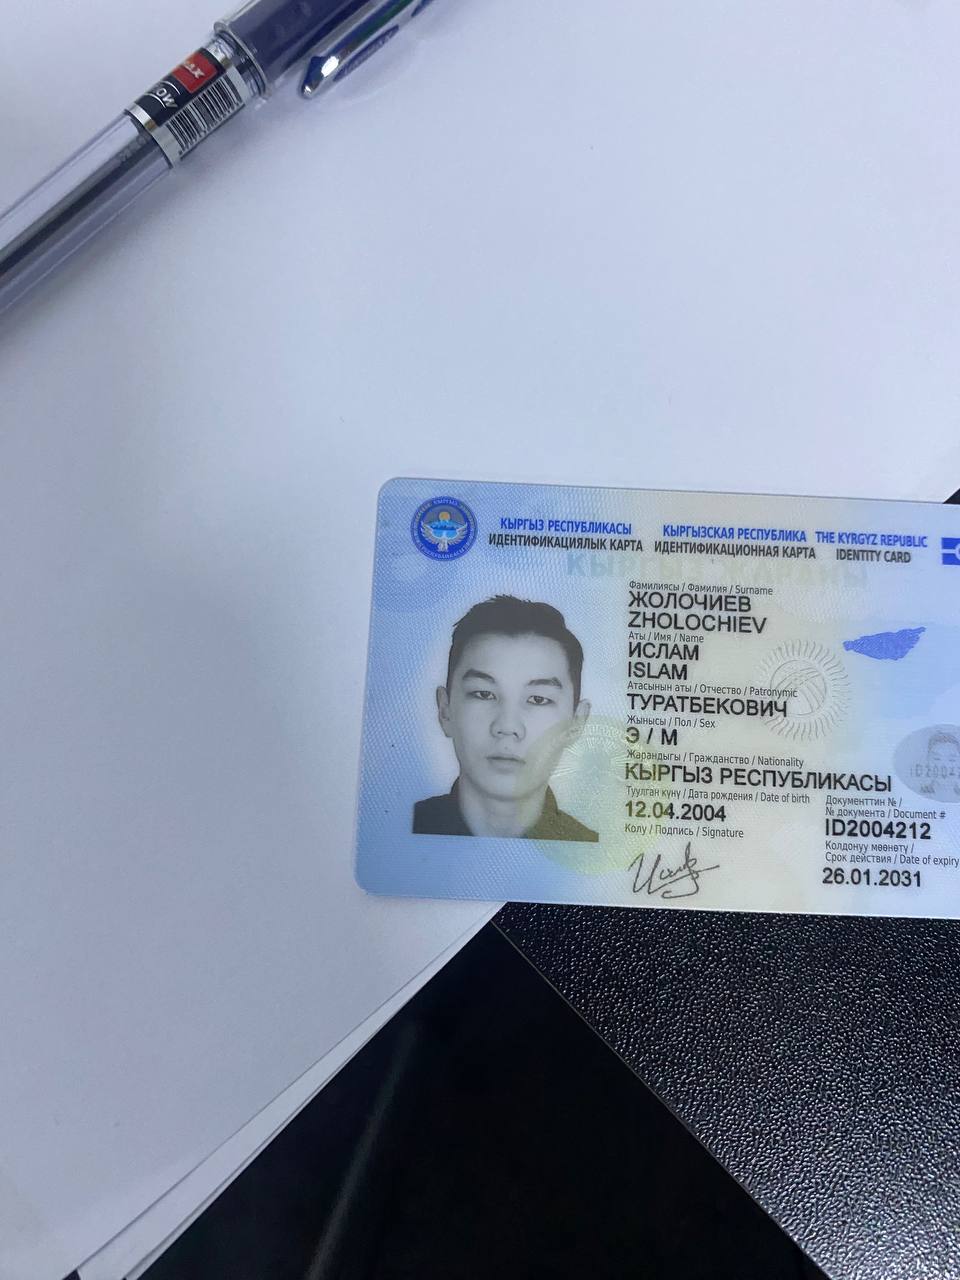 КЫРГЫЗ РЕСПУБЛИКАСЫ КЫРГЫЗСКАЯ РЕСПУБЛИКА THE KYRGYZ REPUBLIC
ИДЕНТИФИКАЦИЯЛЫК КАРТА ИДЕНТИФИКАЦИОННАЯ КАРТА IDENTITY CARD
Фамилиясы / Фамилия / Surname
ЖОЛОЧИЕВ
ZHOLOCHIEV
Аты / Имя / Name
ИСЛАМ
ISLAM
Атасынын аты / Отчество / Patronymic
ТУРАТБЕКОВИЧ
Жынысы / Пол / Sex
Э / М
Жарандыгы / Гражданство / Nationality
КЫРГЫЗ РЕСПУБЛИКАСЫ
Туулган күнү / Дата рождения / Date of birth
12.04.2004
Документтин № /
№ документа / Document #
ID2004212
Колу / Подпись / Signature
Колдонуу мөөнөтү /
Срок действия / Date of expiry
26.01.2031